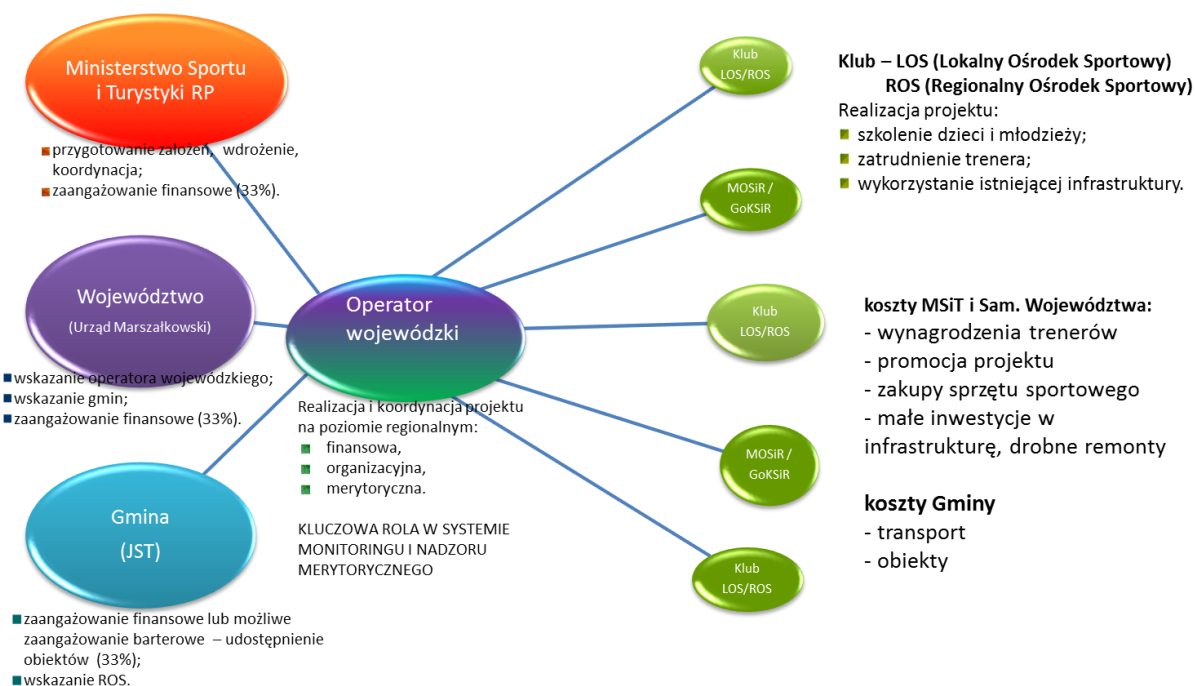 Ministerstwo Sportu
i Turystyki RP
przygotowanie założeń, wdrożenie,
koordynacja;
zaangażowanie finansowe (33%).
Województwo
(Urząd Marszałkowski)
wskazanie operatora wojewódzkiego;
wskazanie gmin;
zaangażowanie finansowe (33%).
Gmina
(JST)
zaangażowanie finansowe lub możliwe
zaangażowanie barterowe – udostępnienie
obiektów (33%);
wskazanie ROS.
Operator
wojewódzki
Realizacja i koordynacja projektu
na poziomie regionalnym:
finansowa,
organizacyjna,
merytoryczna.
KLUCZOWA ROLA W SYSTEMIE
MONITORINGU I NADZORU
MERYTORYCZNEGO
Klub
LOS/ROS
MOSiR /
GoKSiR
Klub
LOS/ROS
MOSiR /
GoKSiR
Klub
LOS/ROS
Klub – LOS (Lokalny Ośrodek Sportowy)
ROS (Regionalny Ośrodek Sportowy)
Realizacja projektu:
szkolenie dzieci i młodzieży;
zatrudnienie trenera;
wykorzystanie istniejącej infrastruktury.
koszty MSiT i Sam. Województwa:
- wynagrodzenia trenerów
- promocja projektu
- zakupy sprzętu sportowego
- małe inwestycje w
infrastrukturę, drobne remonty
koszty Gminy
- transport
- obiekty